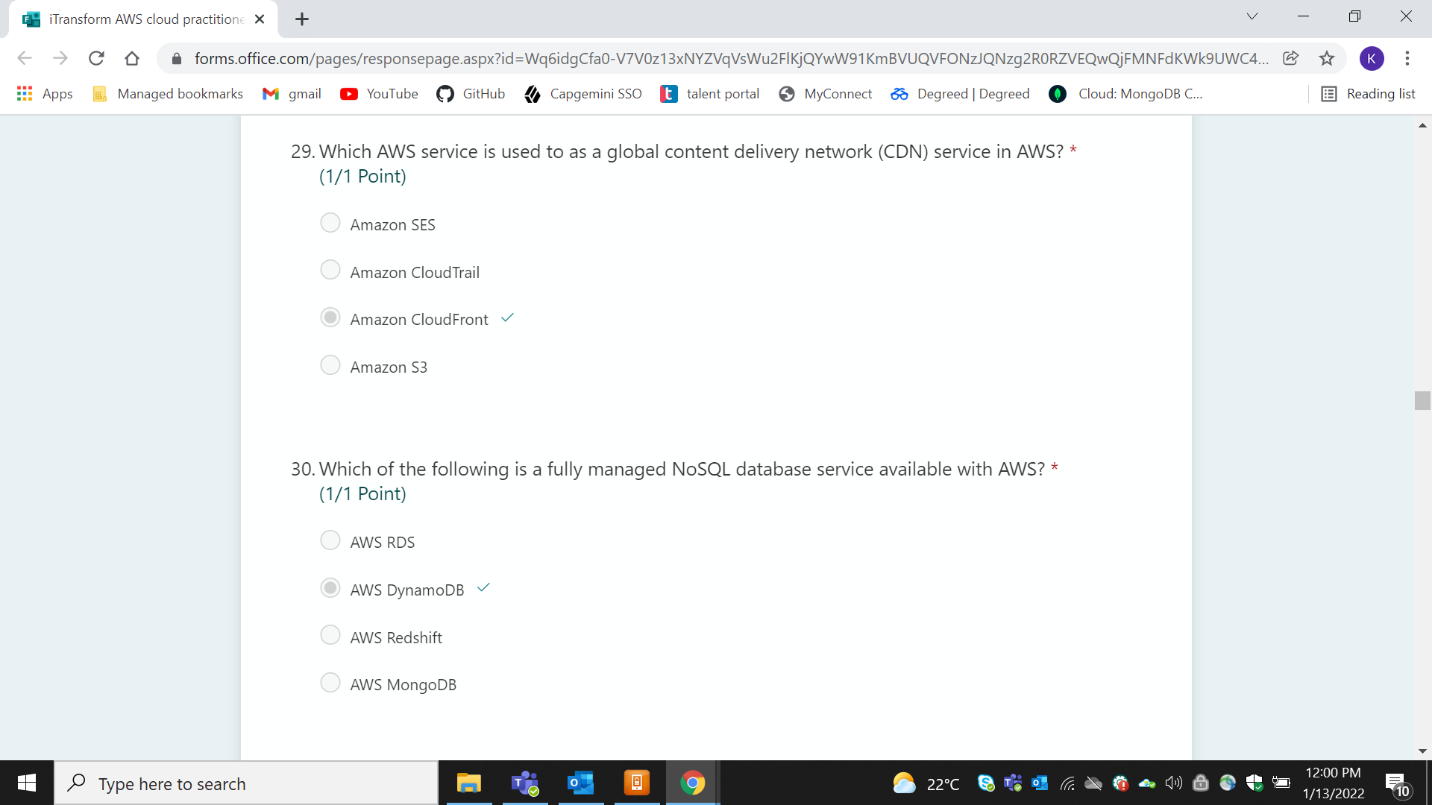 iTransform AWS cloud practitione
forms.office.com/pages/responsepage.aspx?id=Wq6idgCfa0-V7V0z13xNYZVqVsWu2FlKjQYwW91KmBVUQVFONzJQNzg2R0RZVEQwQjFMNFdKWk9UWC4...
K
Apps Managed bookmarks gmail YouTube GitHub Capgemini SSO talent portal MyConnect Degreed | Degreed Cloud: MongoDB C... Reading list
29. Which AWS service is used to as a global content delivery network (CDN) service in AWS? *
(1/1 Point)
Amazon SES
Amazon CloudTrail
Amazon CloudFront
Amazon S3
30. Which of the following is a fully managed NoSQL database service available with AWS? *
(1/1 Point)
AWS RDS
AWS DynamoDB
AWS Redshift
AWS MongoDB
Type here to search
22°C
12:00 PM
1/13/2022
10